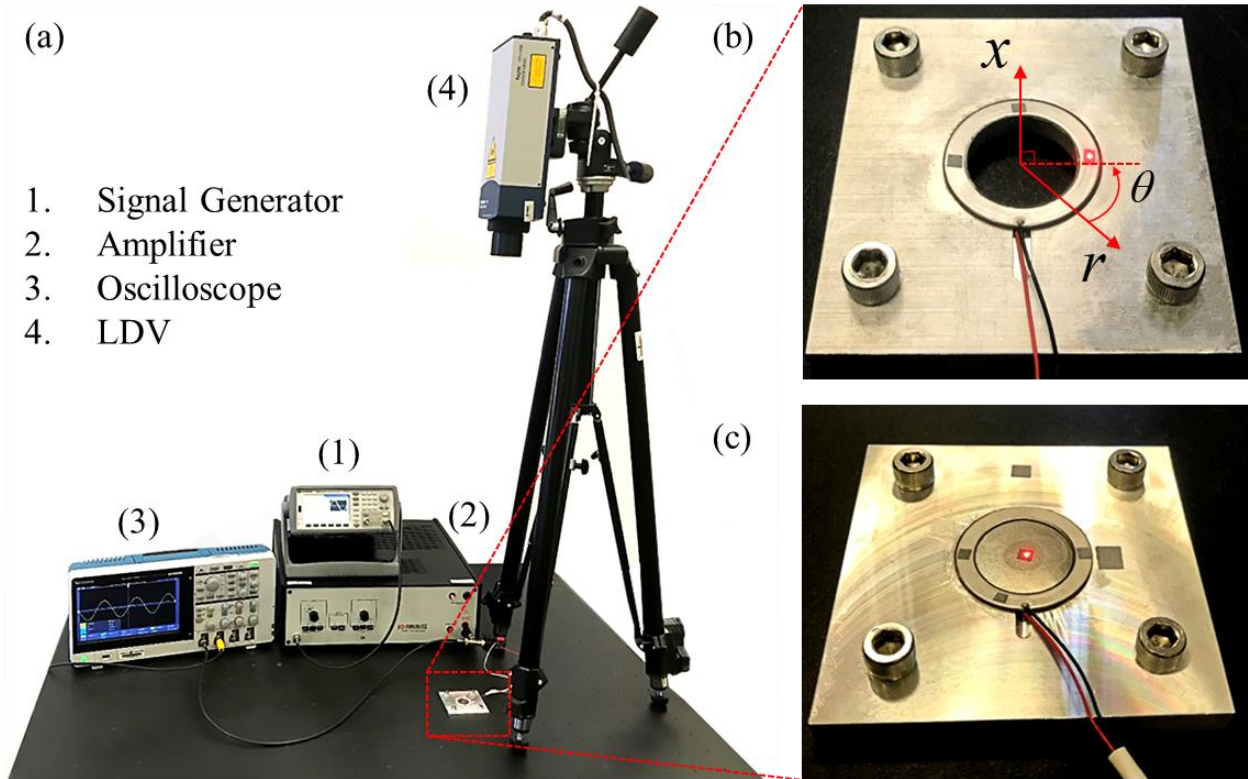 (a)
(b)
(4)
x
θ
r
1. Signal Generator
2. Amplifier
3. Oscilloscope
4. LDV
(c)
(1)
(2)
(3)